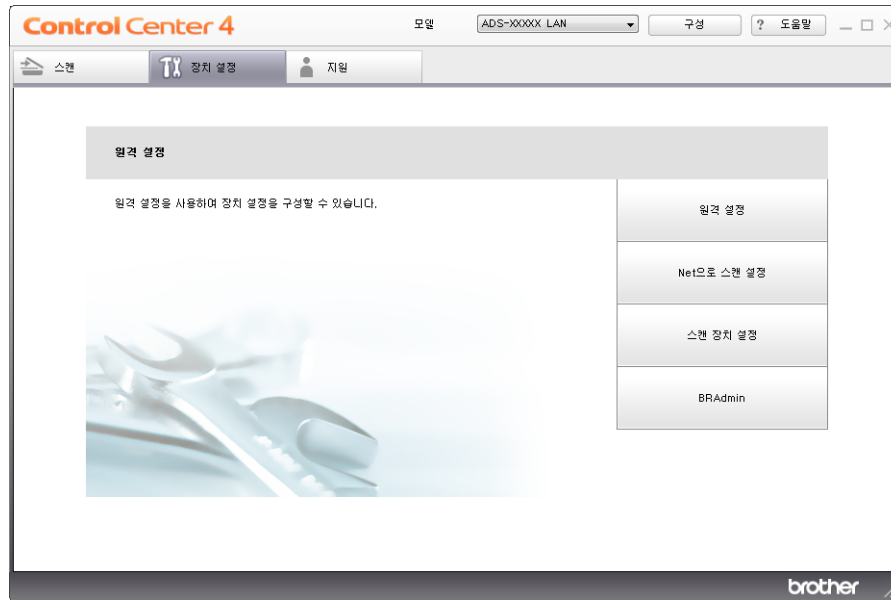 Control Center 4
모델 ADS-XXXXX LAN 구성 ? 도움말
스캔 장치 설정 지원
원격 설정
원격 설정을 사용하여 장치 설정을 구성할 수 있습니다.
원격 설정
Net으로 스캔 설정
스캔 장치 설정
BRAdmin
brother